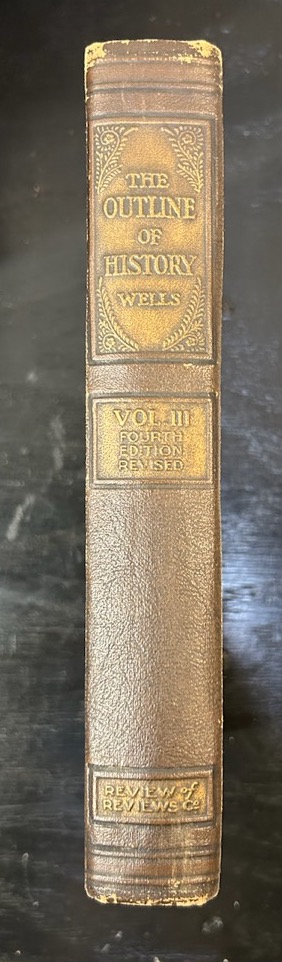 THE
OUTLINE
OF
HISTORY
WELLS
VOL. III
FOURTH
EDITION
REVISED
REVIEW of
REVIEWS Co